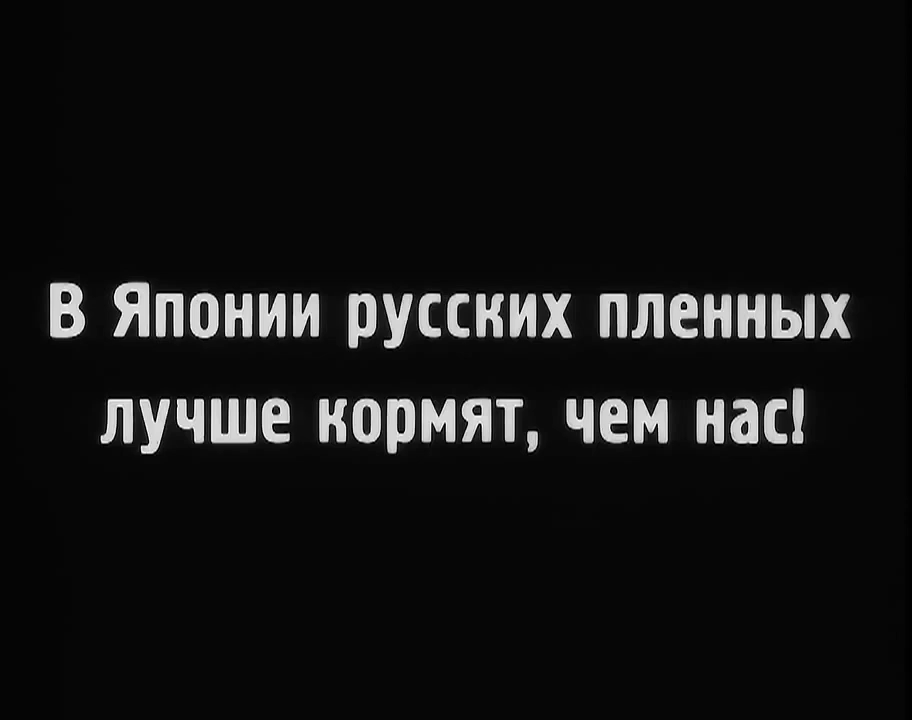 В Японии русских пленных
лучше кормят, чем нас!